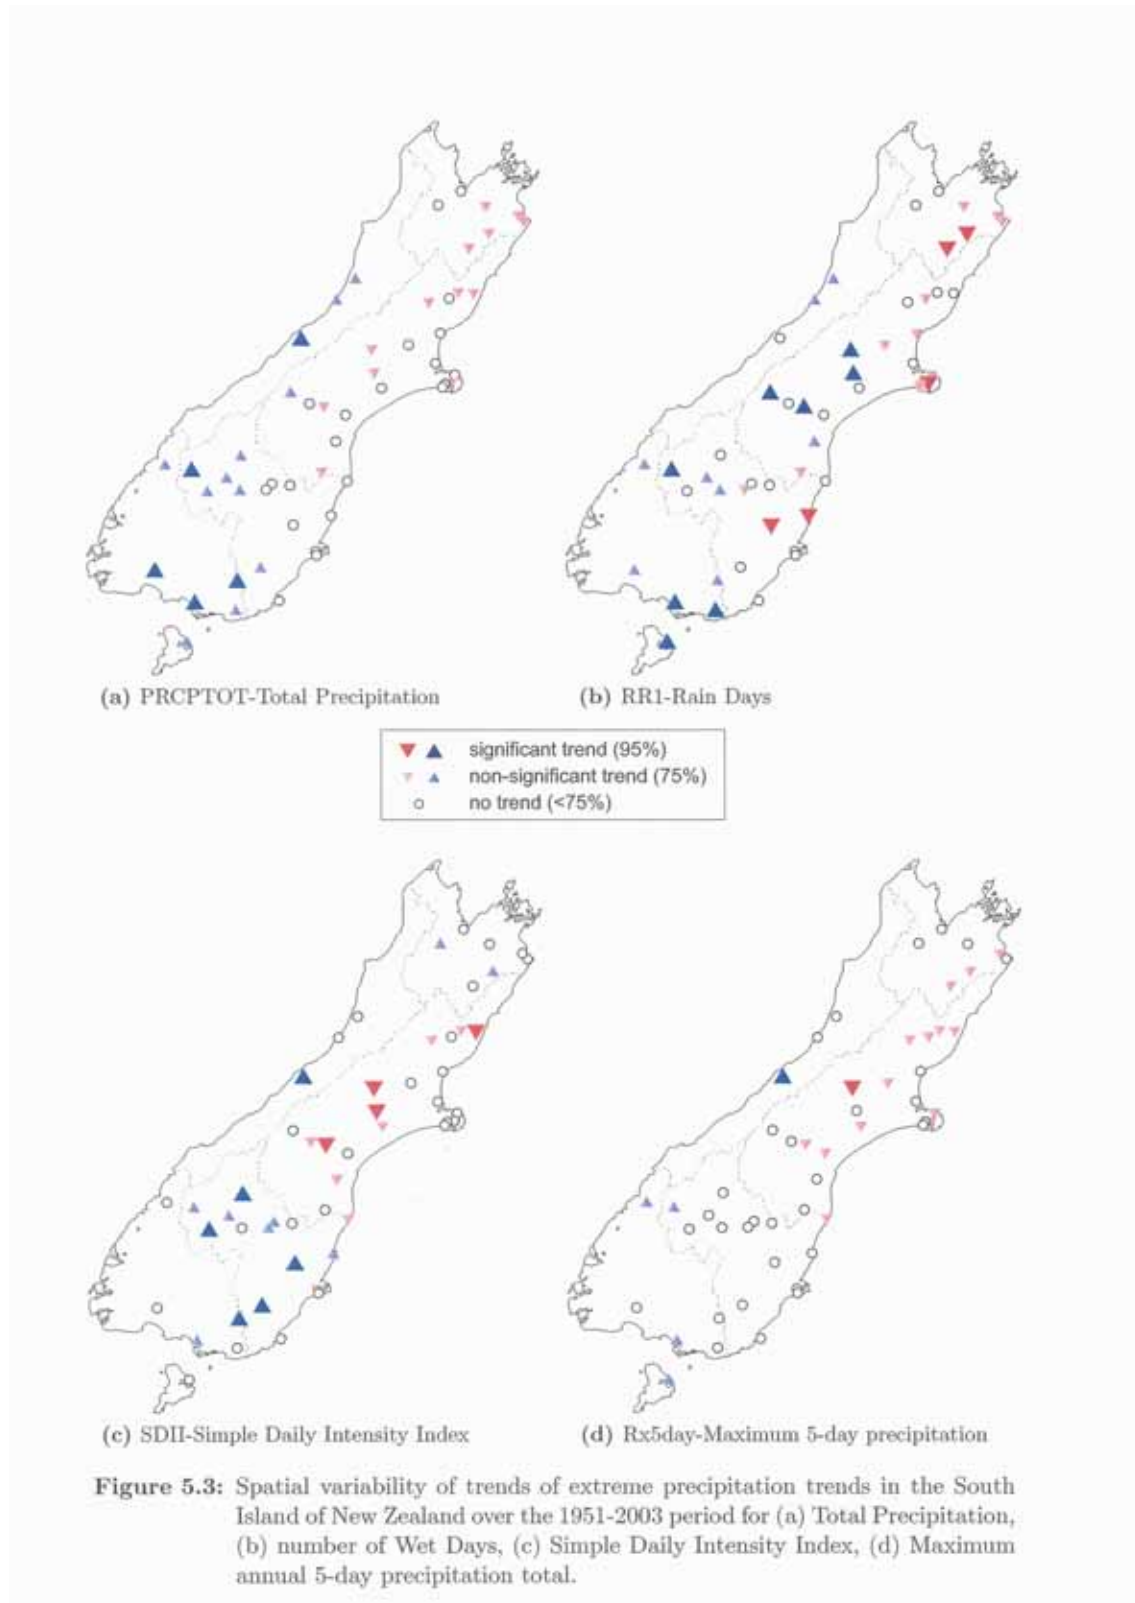 (a) PRCPTOT-Total Precipitation
(b) RR1-Rain Days
significant trend (95%)
non-significant trend (75%)
no trend (<75%)
(c) SDII-Simple Daily Intensity Index
(d) Rx5day-Maximum 5-day precipitation
Figure 5.3: Spatial variability of trends of extreme precipitation trends in the South
Island of New Zealand over the 1951-2003 period for (a) Total Precipitation,
(b) number of Wet Days, (c) Simple Daily Intensity Index, (d) Maximum
annual 5-day precipitation total.